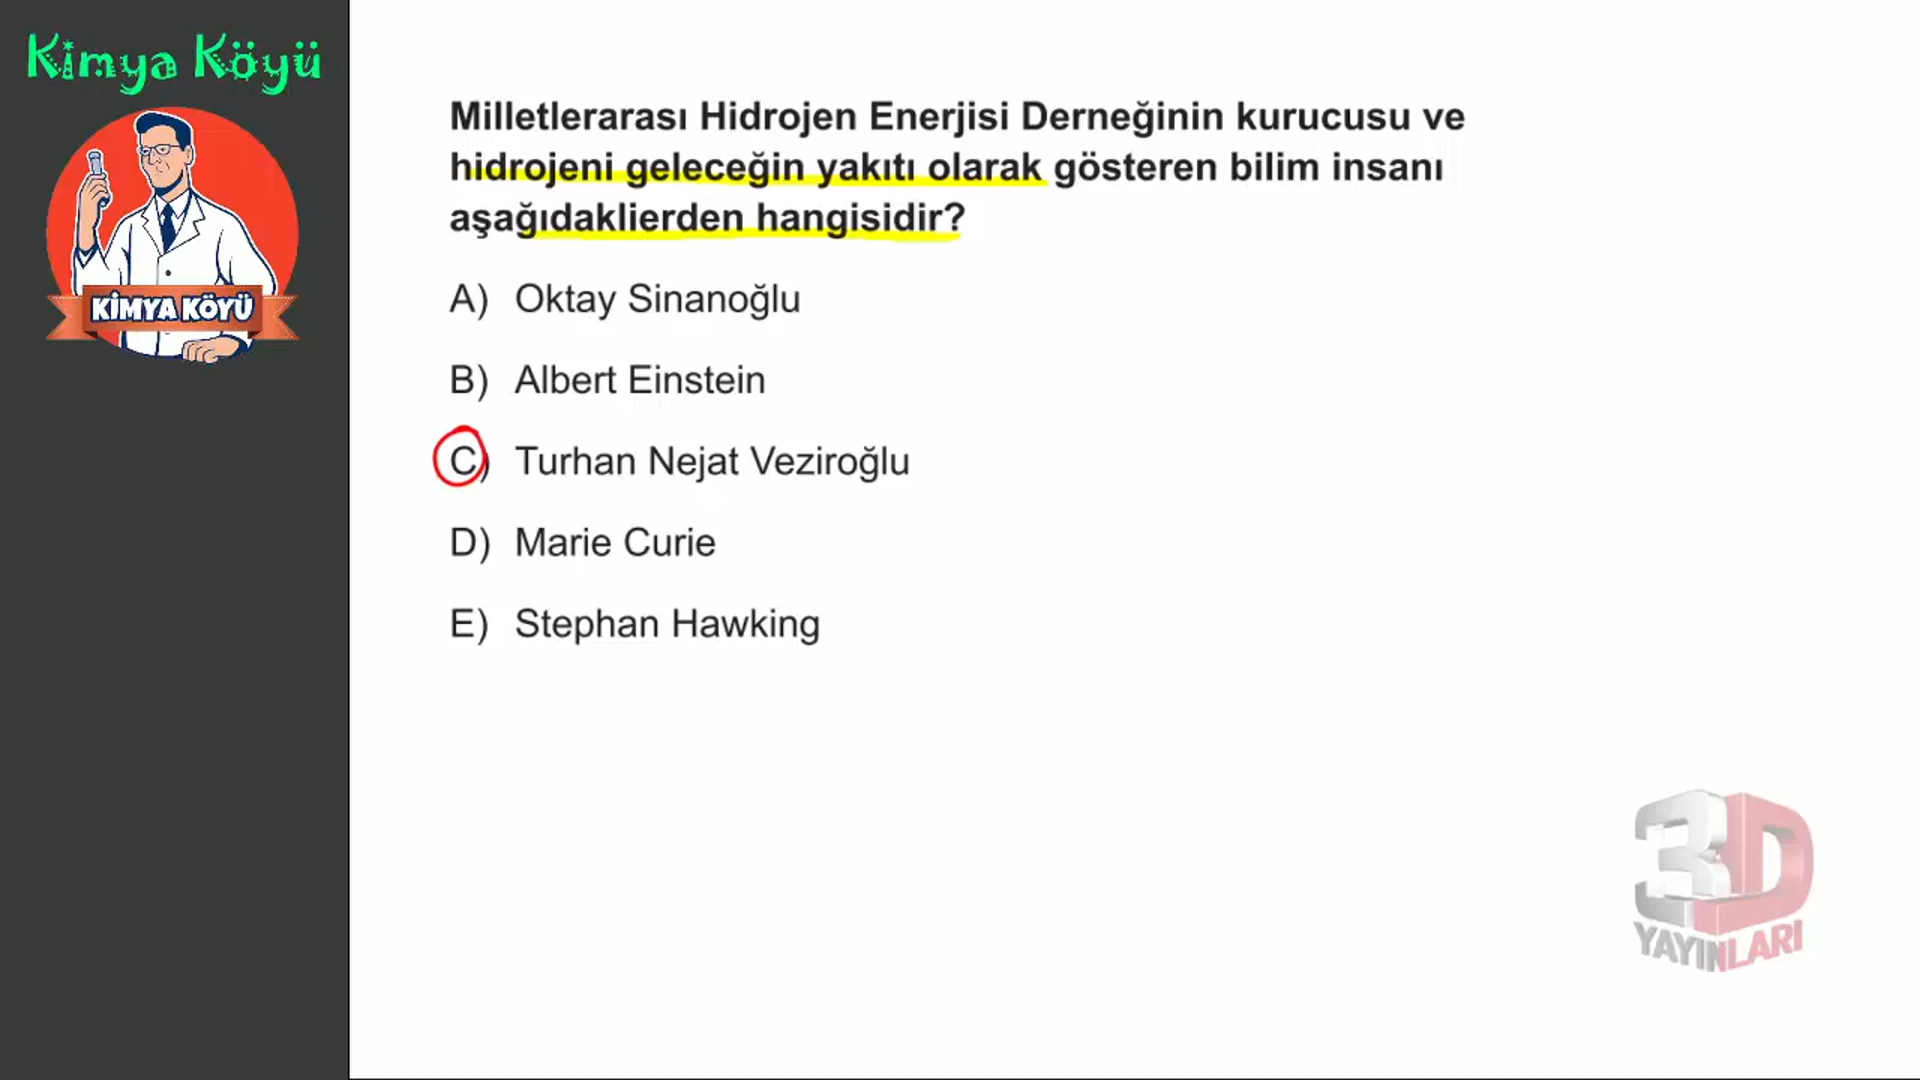 Kimya Köyü
KİMYA KÖYÜ
Milletlerarası Hidrojen Enerjisi Derneğinin kurucusu ve
hidrojeni geleceğin yakıtı olarak gösteren bilim insanı
aşağıdaklierden hangisidir?
A) Oktay Sinanoğlu
B) Albert Einstein
C) Turhan Nejat Veziroğlu
D) Marie Curie
E) Stephan Hawking
3D
YAYINLARI